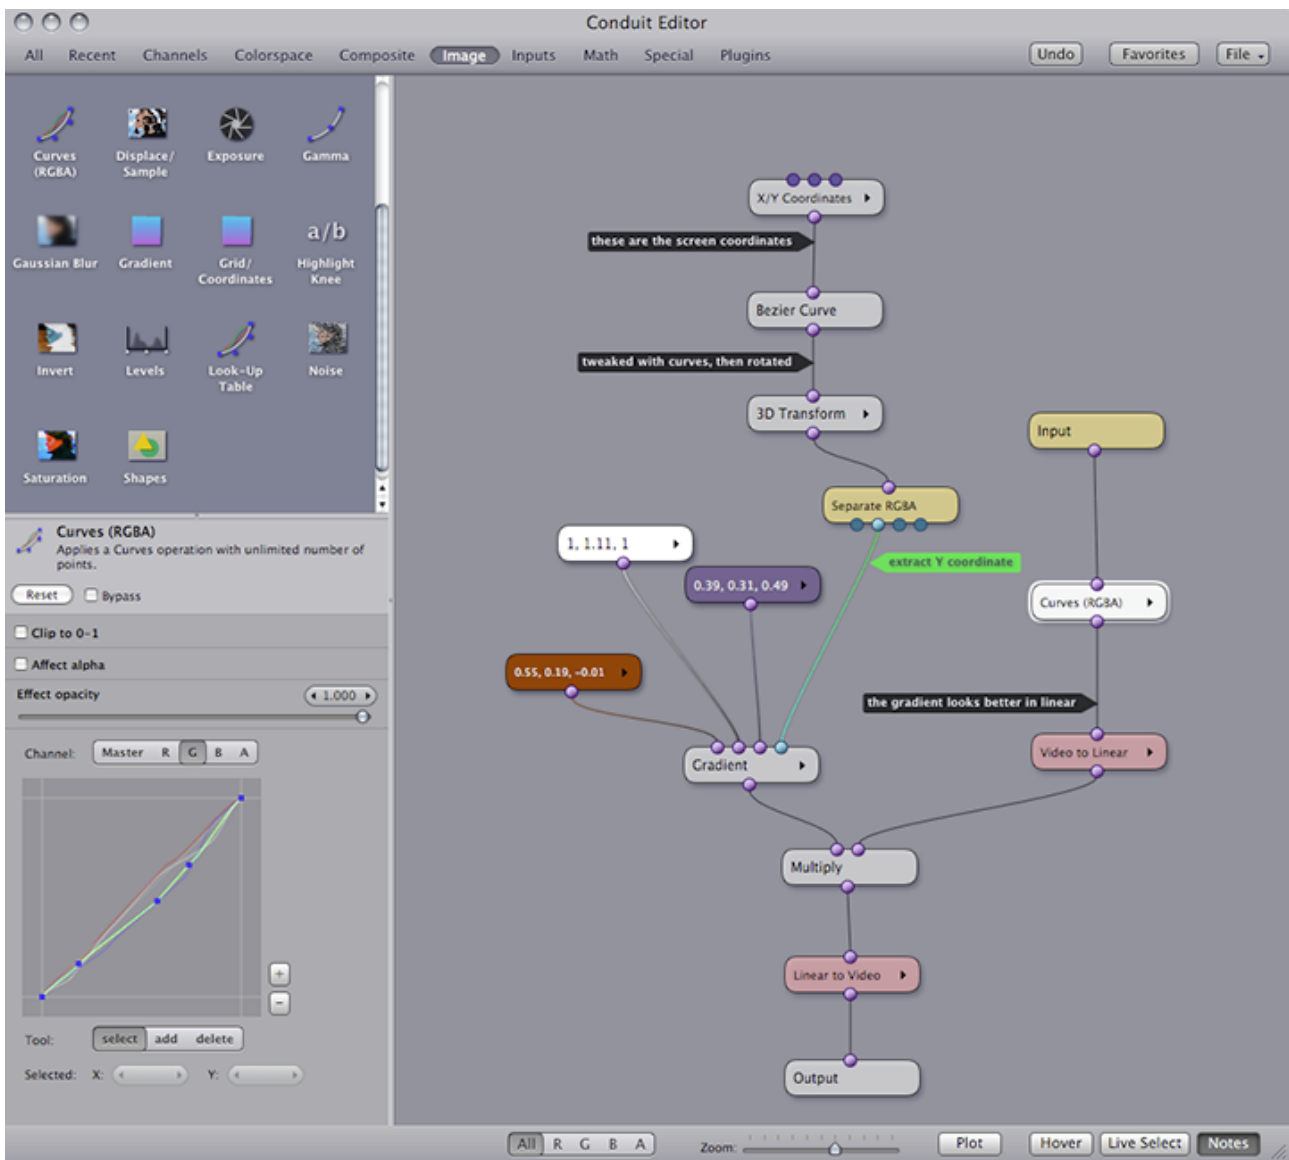 Conduit Editor
All Recent Channels Colorspace Composite Image Inputs Math Special Plugins Undo Favorites File
Curves (RGBA)
Displace/ Sample
Exposure
Gamma
Gaussian Blur
Gradient
Grid/ Coordinates
a/b
Highlight Knee
Invert
Levels
Look-Up Table
Noise
Saturation
Shapes
Curves (RGBA)
Applies a Curves operation with unlimited number of
points.
Reset Bypass
Clip to 0-1
Affect alpha
Effect opacity 1.000
Channel: Master R G B A
+
-
Tool: select add delete
Selected: X: Y:
X/Y Coordinates
these are the screen coordinates
Bezier Curve
tweaked with curves, then rotated
3D Transform
Input
Separate RGBA
1, 1.11, 1
extract Y coordinate
0.39, 0.31, 0.49
Curves (RGBA)
0.55, 0.19, -0.01
the gradient looks better in linear
Video to Linear
Gradient
Multiply
Linear to Video
Output
All R G B A Zoom: Plot Hover Live Select Notes